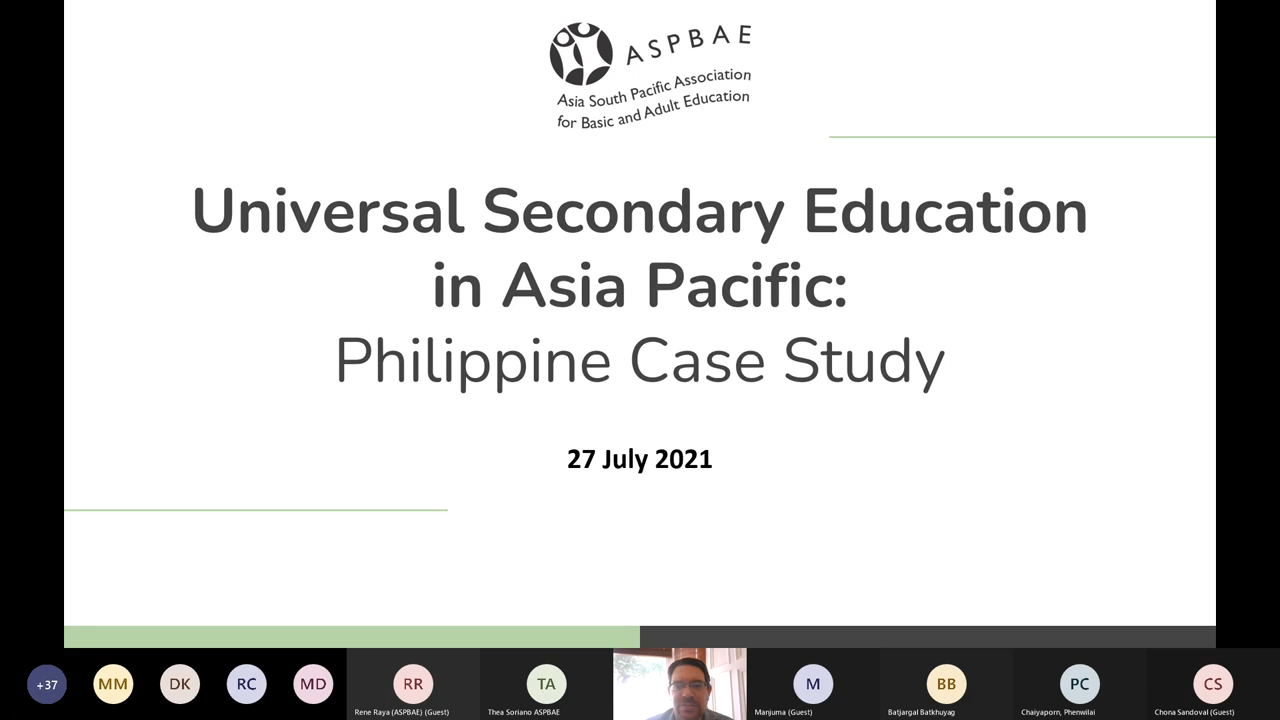 ASPBAE
Asia South Pacific Association
for Basic and Adult Education
Universal Secondary Education
in Asia Pacific:
Philippine Case Study
27 July 2021
+37
MM
DK
RC
MD
RR
TA
M
BB
PC
CS
Rene Raya (ASPBAE) (Guest)
Thea Soriano ASPBAE
Manjuma (Guest)
Batjargal Batkhuyag
Chaiyaporn, Phenwilai
Chona Sandoval (Guest)